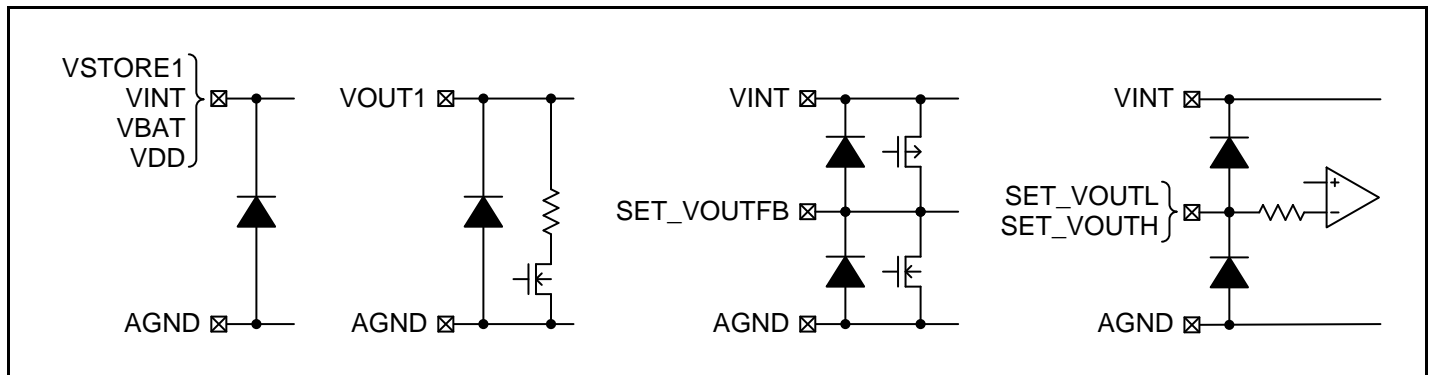 VSTORE1
VINT
VBAT
VDD
AGND
VOUT1
AGND
VINT
SET_VOUTFB
AGND
VINT
SET_VOUTL
SET_VOUTH
+
−
AGND